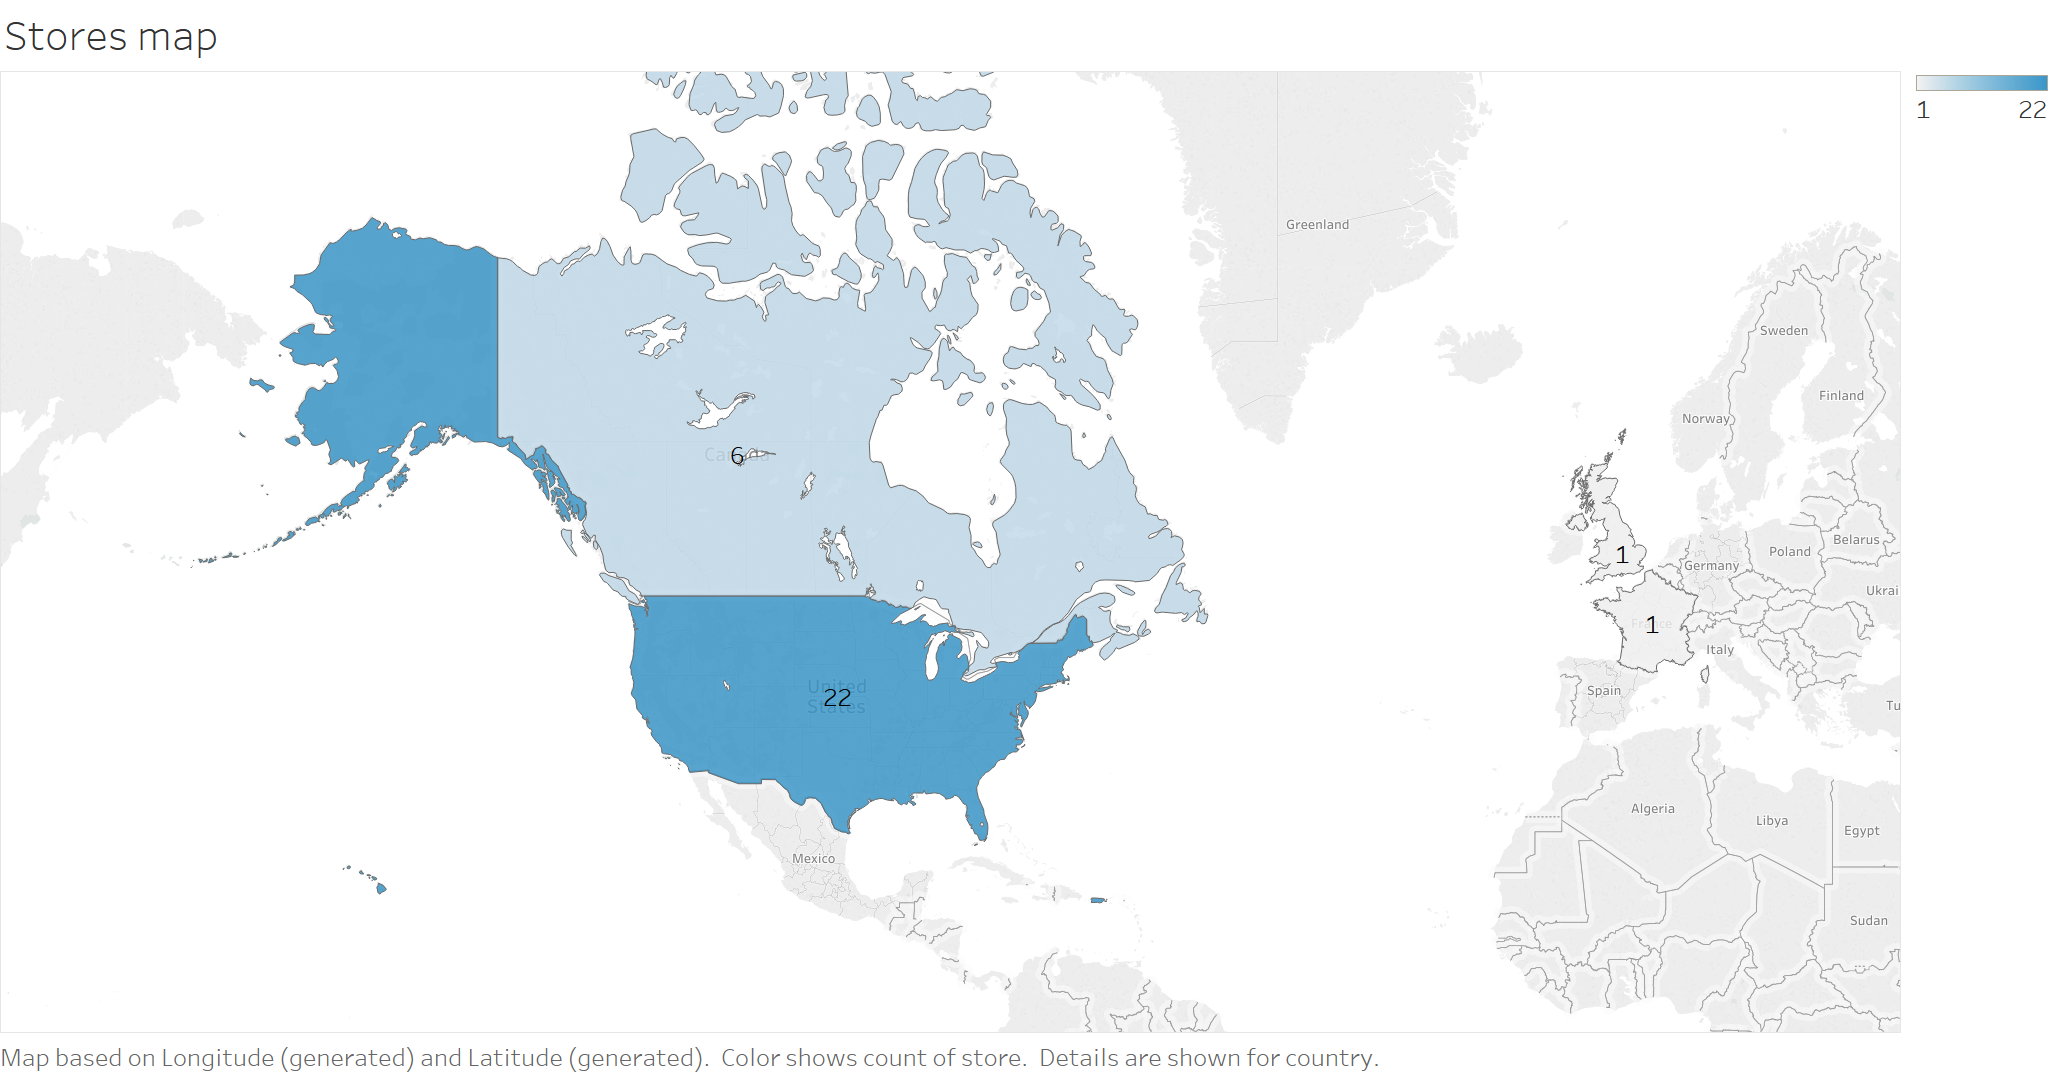 Stores map
1 22
Greenland
Sweden
Finland
Norway
Canada
6
Belarus
1
Poland
Germany
Ukrai
France
1
Italy
United
22
States
Spain
Tu
Algeria
Libya
Egypt
Mexico
Sudan
Map based on Longitude (generated) and Latitude (generated).  Color shows count of store.  Details are shown for country.